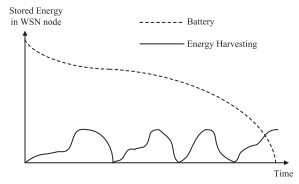 Stored Energy
in WSN node
Battery
Energy Harvesting
Time